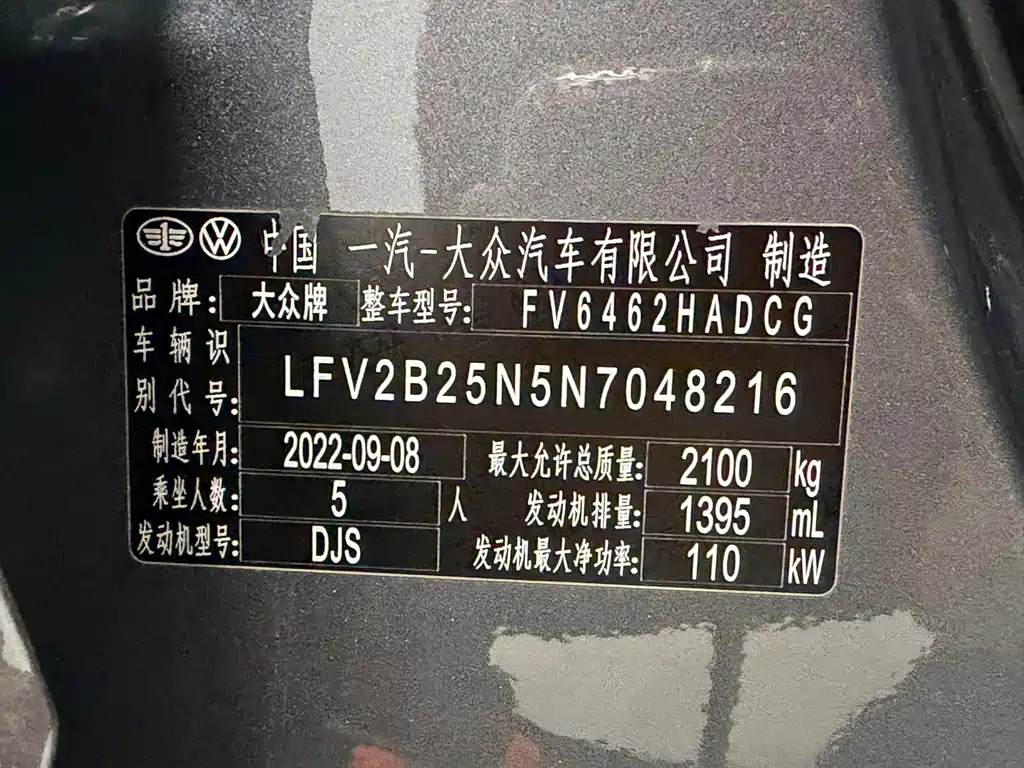 中国 一汽-大众汽车有限公司 制造
品牌: 大众牌 整车型号: FV6462HADCG
车辆识别代号: LFV2B25N5N7048216
制造年月: 2022-09-08 最大允许总质量: 2100 kg
乘坐人数: 5 人 发动机排量: 1395 mL
发动机型号: DJS 发动机最大净功率: 110 kW